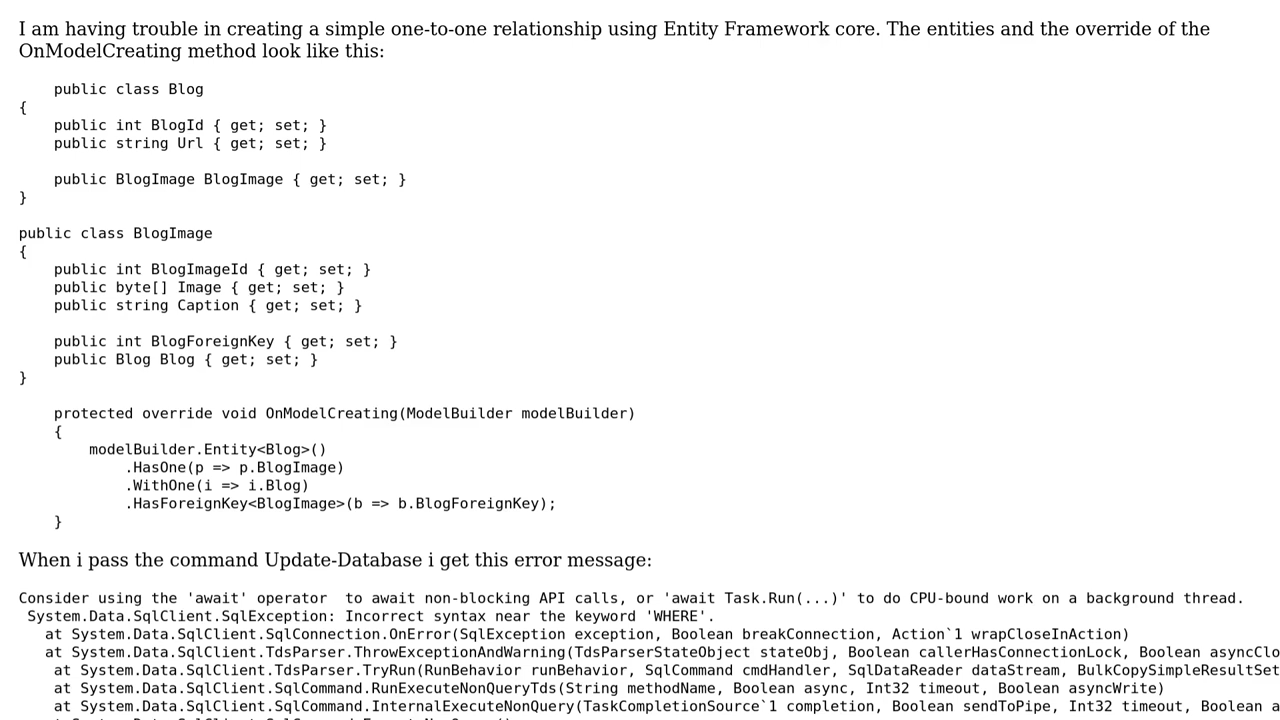 I am having trouble in creating a simple one-to-one relationship using Entity Framework core. The entities and the override of the
OnModelCreating method look like this:
public class Blog
{
public int BlogId { get; set; }
public string Url { get; set; }
public BlogImage BlogImage { get; set; }
}
public class BlogImage
{
public int BlogImageId { get; set; }
public byte[] Image { get; set; }
public string Caption { get; set; }
public int BlogForeignKey { get; set; }
public Blog Blog { get; set; }
}
protected override void OnModelCreating(ModelBuilder modelBuilder)
{
modelBuilder.Entity<Blog>()
.HasOne(p => p.BlogImage)
.WithOne(i => i.Blog)
.HasForeignKey<BlogImage>(b => b.BlogForeignKey);
}
When i pass the command Update-Database i get this error message:
Consider using the 'await' operator  to await non-blocking API calls, or 'await Task.Run(...)' to do CPU-bound work on a background thread.
System.Data.SqlClient.SqlException: Incorrect syntax near the keyword 'WHERE'.
at System.Data.SqlClient.SqlConnection.OnError(SqlException exception, Boolean breakConnection, Action`1 wrapCloseInAction)
at System.Data.SqlClient.TdsParser.ThrowExceptionAndWarning(TdsParserStateObject stateObj, Boolean callerHasConnectionLock, Boolean asyncClo
at System.Data.SqlClient.TdsParser.TryRun(RunBehavior runBehavior, SqlCommand cmdHandler, SqlDataReader dataStream, BulkCopySimpleResultSet
at System.Data.SqlClient.SqlCommand.RunExecuteNonQueryTds(String methodName, Boolean async, Int32 timeout, Boolean asyncWrite)
at System.Data.SqlClient.SqlCommand.InternalExecuteNonQuery(TaskCompletionSource`1 completion, Boolean sendToPipe, Int32 timeout, Boolean a